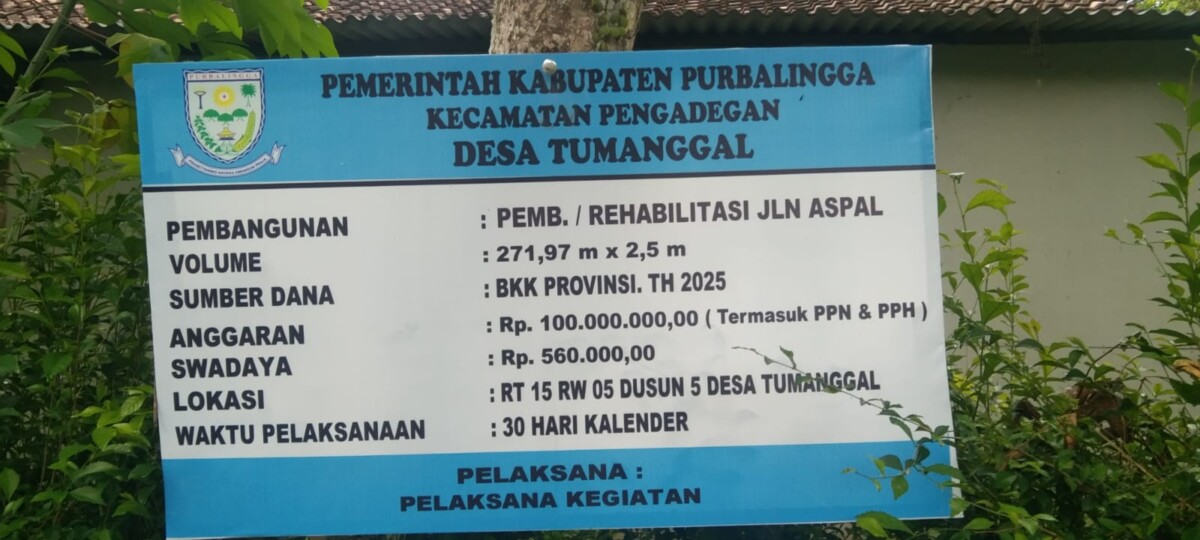 PURBALINGGA
PEMERINTAH KABUPATEN PURBALINGGA
KECAMATAN PENGADEGAN
DESA TUMANGGAL
PEMBANGUNAN : PEMB. / REHABILITASI JLN ASPAL
VOLUME : 271,97 m x 2,5 m
SUMBER DANA : BKK PROVINSI. TH 2025
ANGGARAN : Rp. 100.000.000,00 ( Termasuk PPN & PPH )
SWADAYA : Rp. 560.000,00
LOKASI : RT 15 RW 05 DUSUN 5 DESA TUMANGGAL
WAKTU PELAKSANAAN : 30 HARI KALENDER
PELAKSANA :
PELAKSANA KEGIATAN